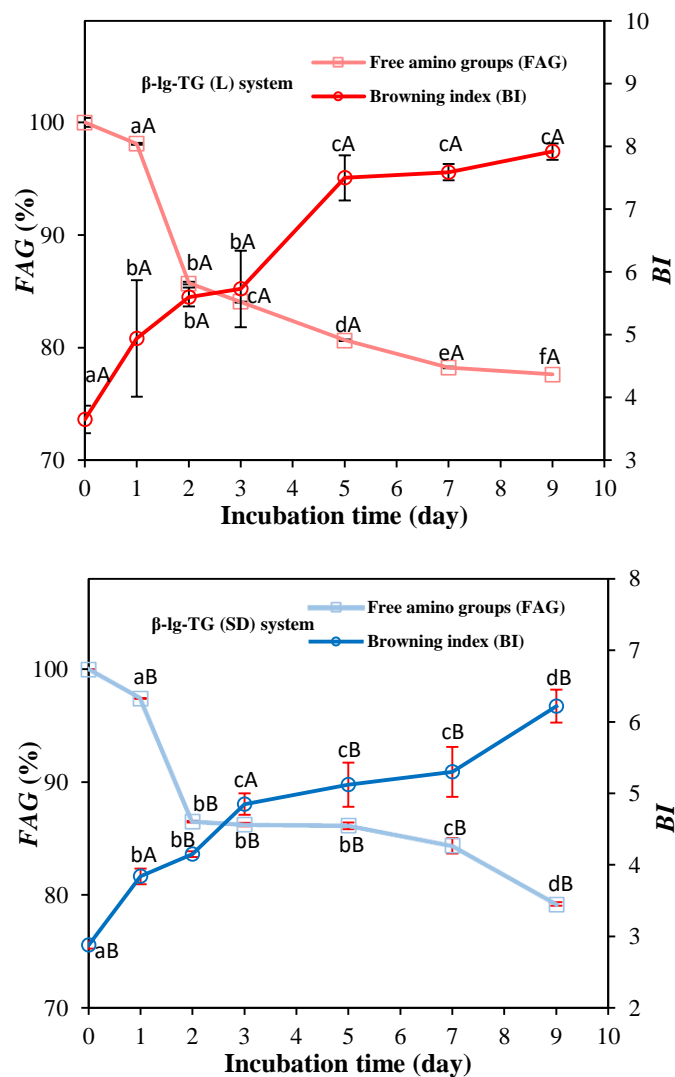 10
Free amino groups (FAG)
β-lg-TG (L) system
Browning index (BI)
9
100
aA
cA
cA
cA
8
90
7
FAG (%)
BI
bA
bA
bA
6
bA
cA
dA
5
80
aA
eA
fA
4
70
3
0 1 2 3 4 5 6 7 8 9 10
Incubation time (day)
8
Free amino groups (FAG)
β-lg-TG (SD) system
Browning index (BI)
7
100
aB
dB
6
90
cB
cB
cA
5
FAG (%)
BI
bB
bA
bB
bB
bB
cB
4
80
dB
3
aB
70
2
0 1 2 3 4 5 6 7 8 9 10
Incubation time (day)